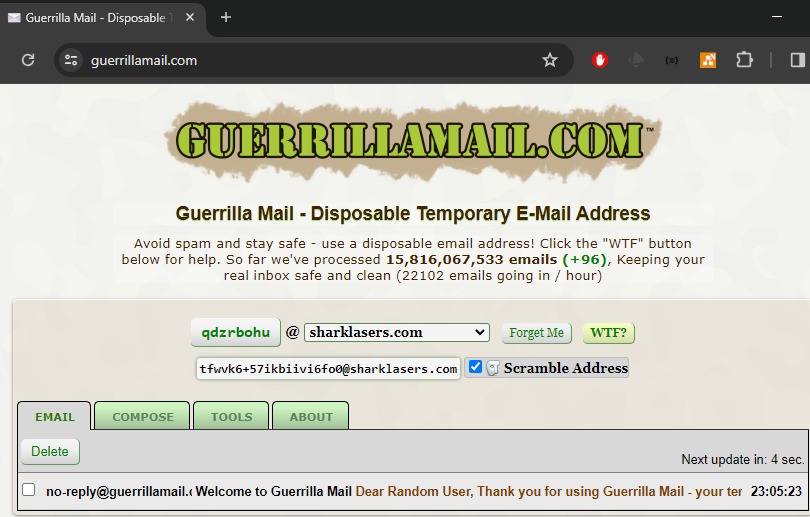 Guerrilla Mail - Disposable T
guerrillamail.com
GUERRILLAMAIL.COM ™
Guerrilla Mail - Disposable Temporary E-Mail Address
Avoid spam and stay safe - use a disposable email address! Click the "WTF" button
below for help. So far we've processed 15,816,067,533 emails (+96), Keeping your
real inbox safe and clean (22102 emails going in / hour)
qdzrbohu @ sharklasers.com Forget Me WTF?
tfwvk6+57ikbiivi6fo0@sharklasers.com Scramble Address
EMAIL COMPOSE TOOLS ABOUT
Delete
Next update in: 4 sec.
no-reply@guerrillamail.c Welcome to Guerrilla Mail Dear Random User, Thank you for using Guerrilla Mail - your ter 23:05:23